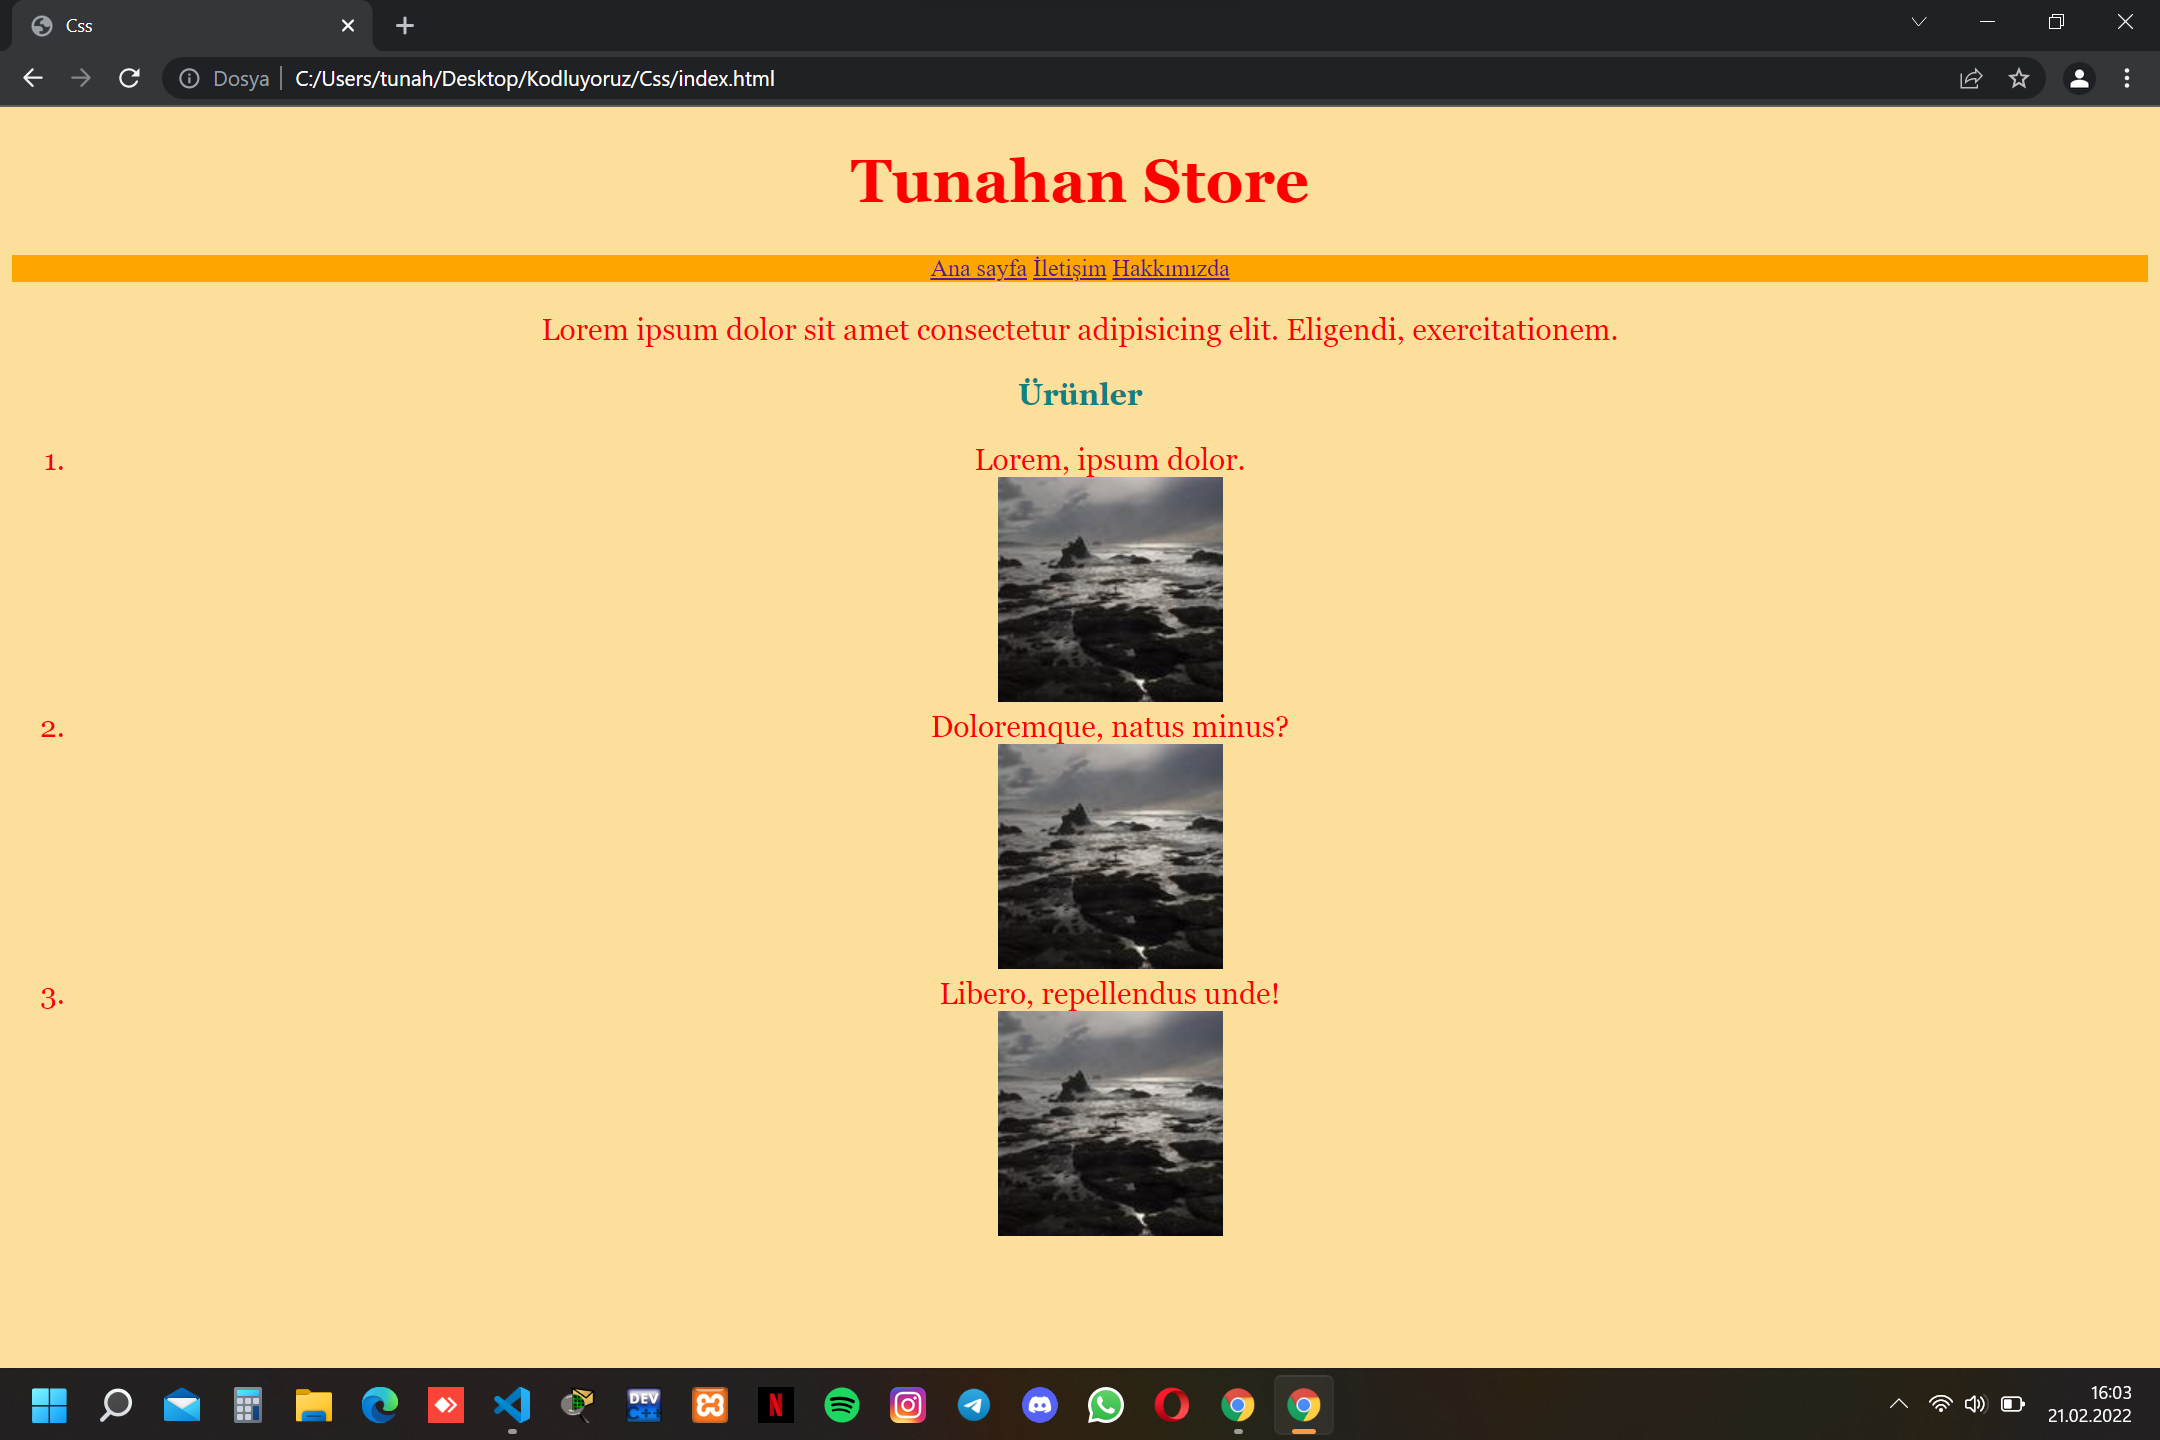 Css
Dosya C:/Users/tunah/Desktop/Kodluyoruz/Css/index.html
Tunahan Store
Ana sayfa İletişim Hakkımızda
Lorem ipsum dolor sit amet consectetur adipisicing elit. Eligendi, exercitationem.
Ürünler
1. Lorem, ipsum dolor.
2. Doloremque, natus minus?
3. Libero, repellendus unde!
DEV
C++
N
16:03
21.02.2022